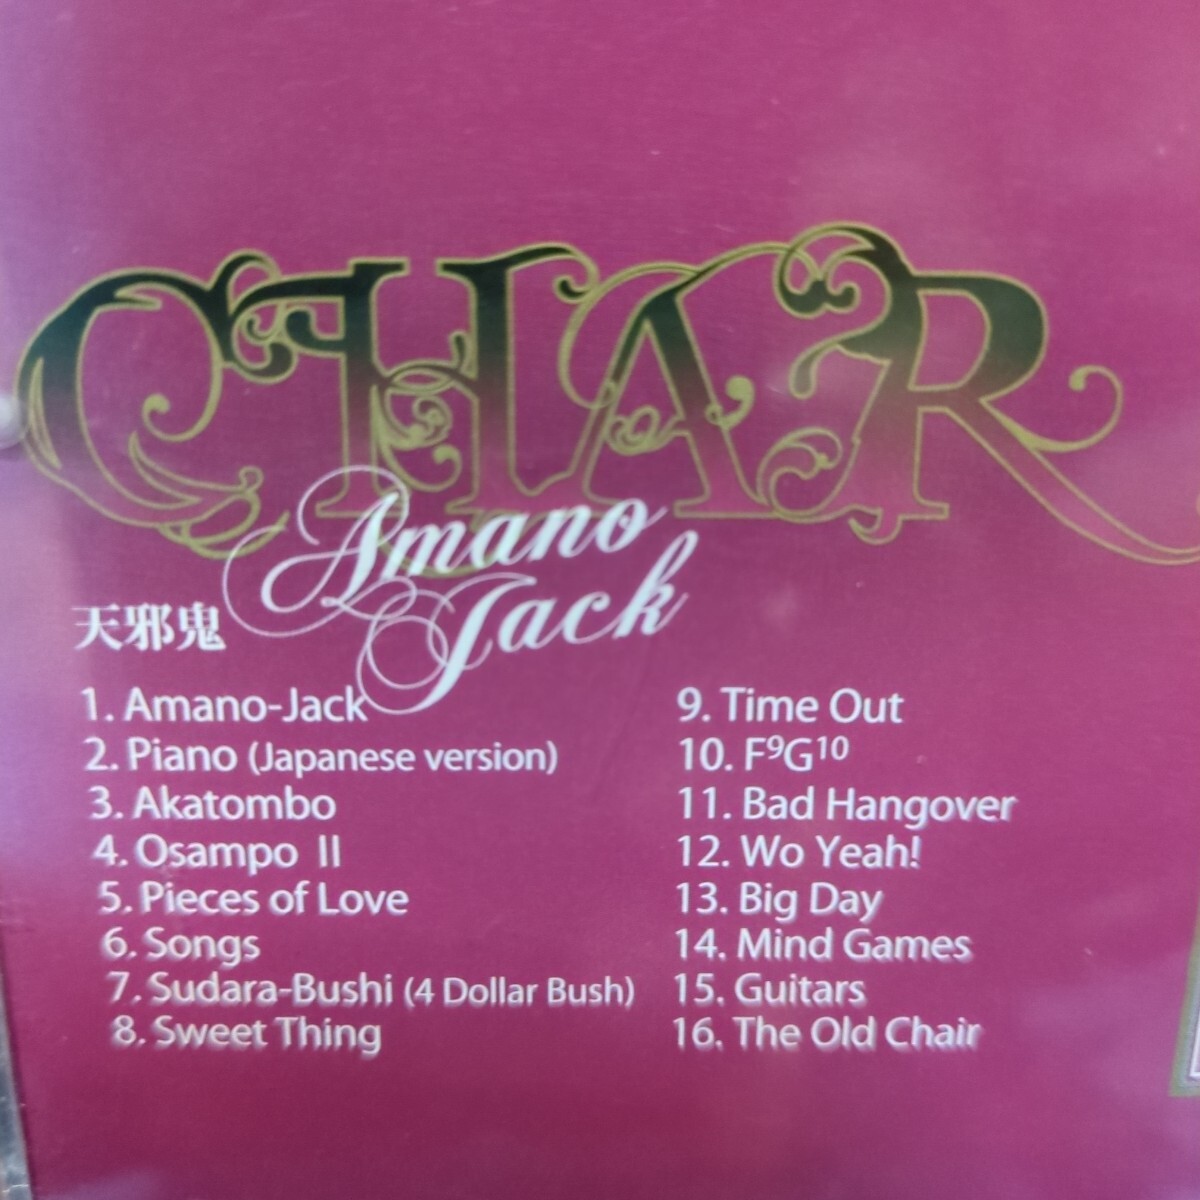 CHAR
Amano
Jack
天邪鬼
1. Amano-Jack
2. Piano (Japanese version)
3. Akatombo
4. Osampo II
5. Pieces of Love
6. Songs
7. Sudara-Bushi (4 Dollar Bush)
8. Sweet Thing
9. Time Out
10. F⁹G¹⁰
11. Bad Hangover
12. Wo Yeah!
13. Big Day
14. Mind Games
15. Guitars
16. The Old Chair